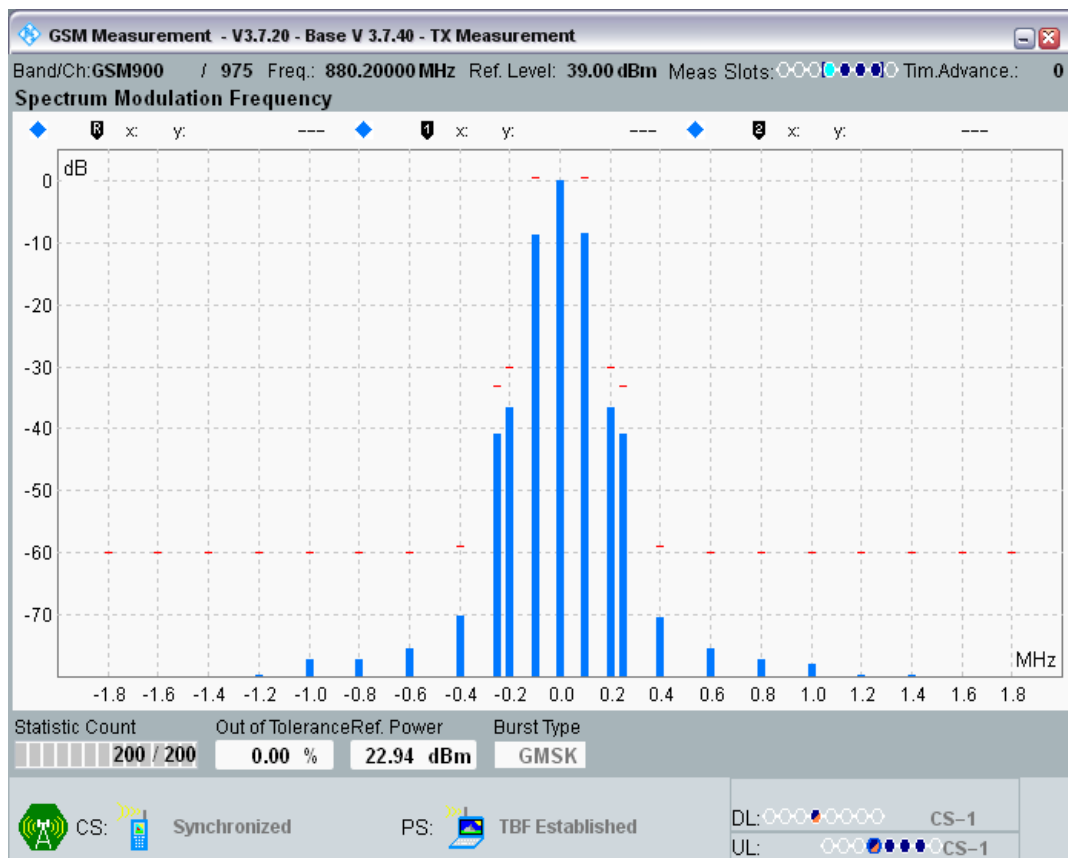 GSM Measurement - V3.7.20 - Base V 3.7.40 - TX Measurement
Band/Ch:GSM900 / 975 Freq.: 880.20000 MHz Ref. Level: 39.00 dBm Meas Slots: Tim.Advance.: 0
Spectrum Modulation Frequency
R x: y: --- 1 x: y: --- 2 x: y: ---
dB
0
-10
-20
-30
-40
-50
-60
-70
MHz
-1.8 -1.6 -1.4 -1.2 -1.0 -0.8 -0.6 -0.4 -0.2 0.0 0.2 0.4 0.6 0.8 1.0 1.2 1.4 1.6 1.8
Statistic Count Out of Tolerance Ref. Power Burst Type
200 / 200 0.00 % 22.94 dBm GMSK
CS: Synchronized PS: TBF Established
DL: CS-1
UL: CS-1